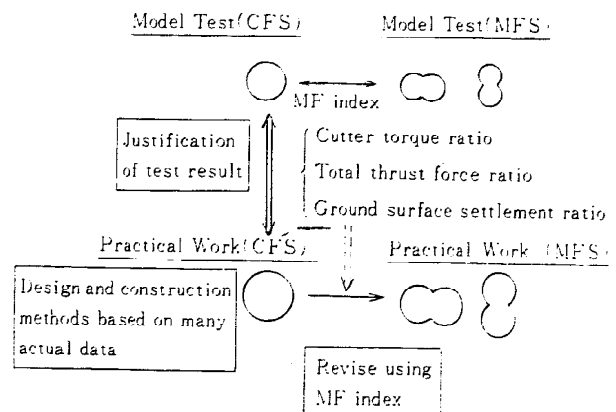 Model Test(CFS)
Model Test(MFS)
MF index
Justification
of test result
Cutter torque ratio
Total thrust force ratio
Ground surface settlement ratio
Practical Work(CFS)
Practical Work (MFS)
Design and construction
methods based on many
actual data
Revise using
MF index